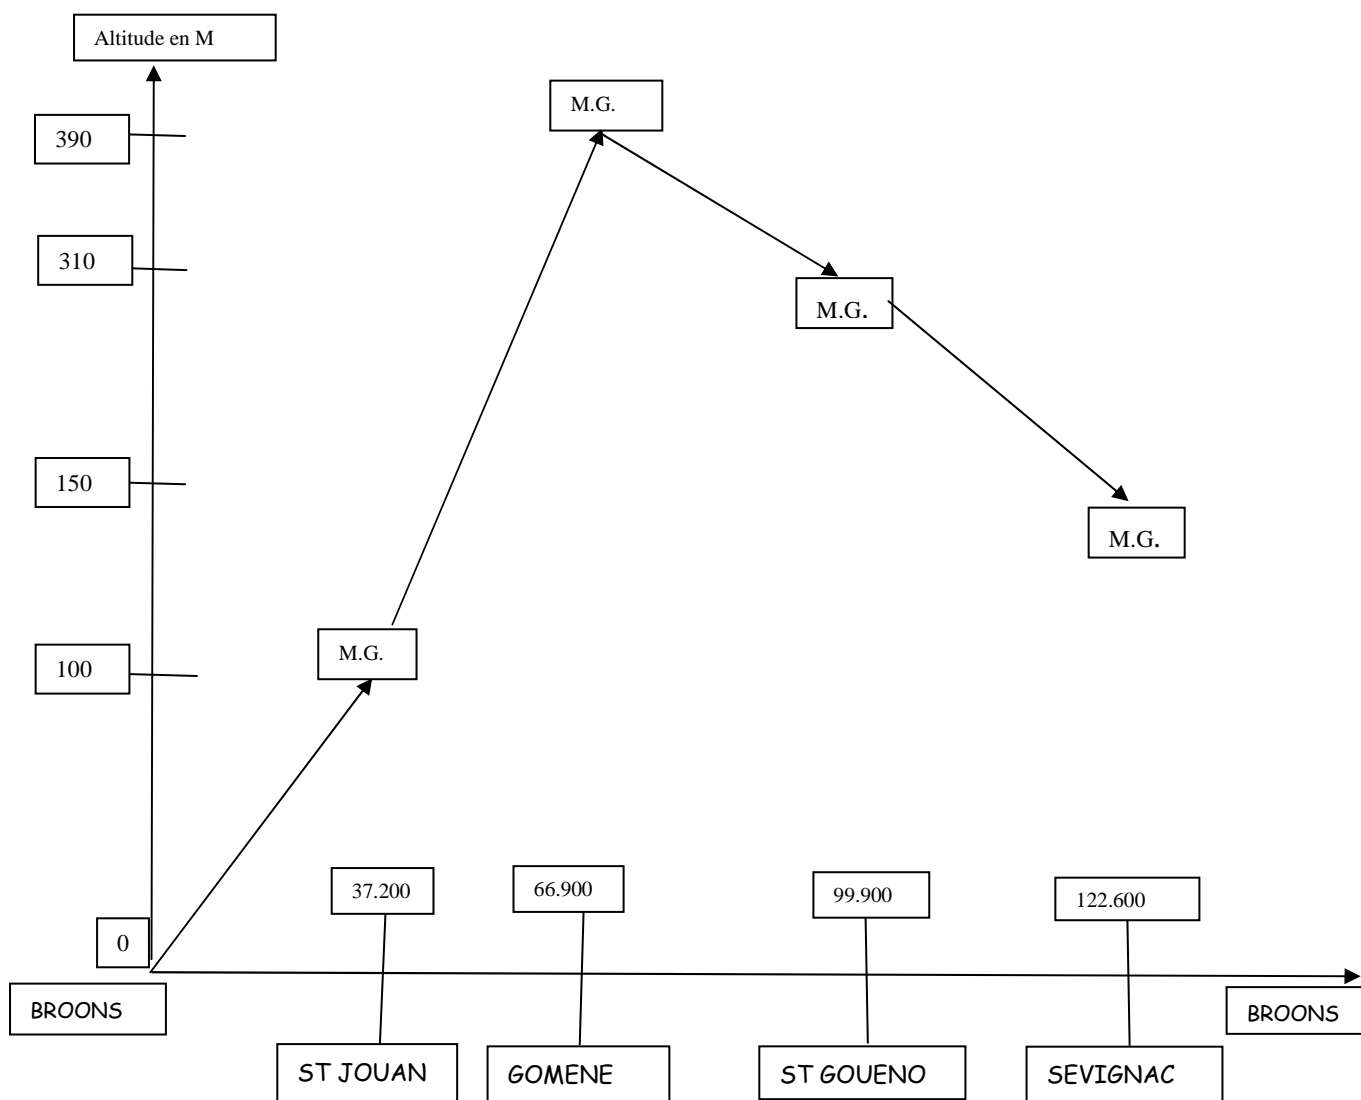 Altitude en M
M.G.
390
310
M.G.
150
M.G.
M.G.
100
37.200
66.900
99.900
122.600
0
BROONS
BROONS
ST JOUAN
GOMENE
ST GOUENO
SEVIGNAC